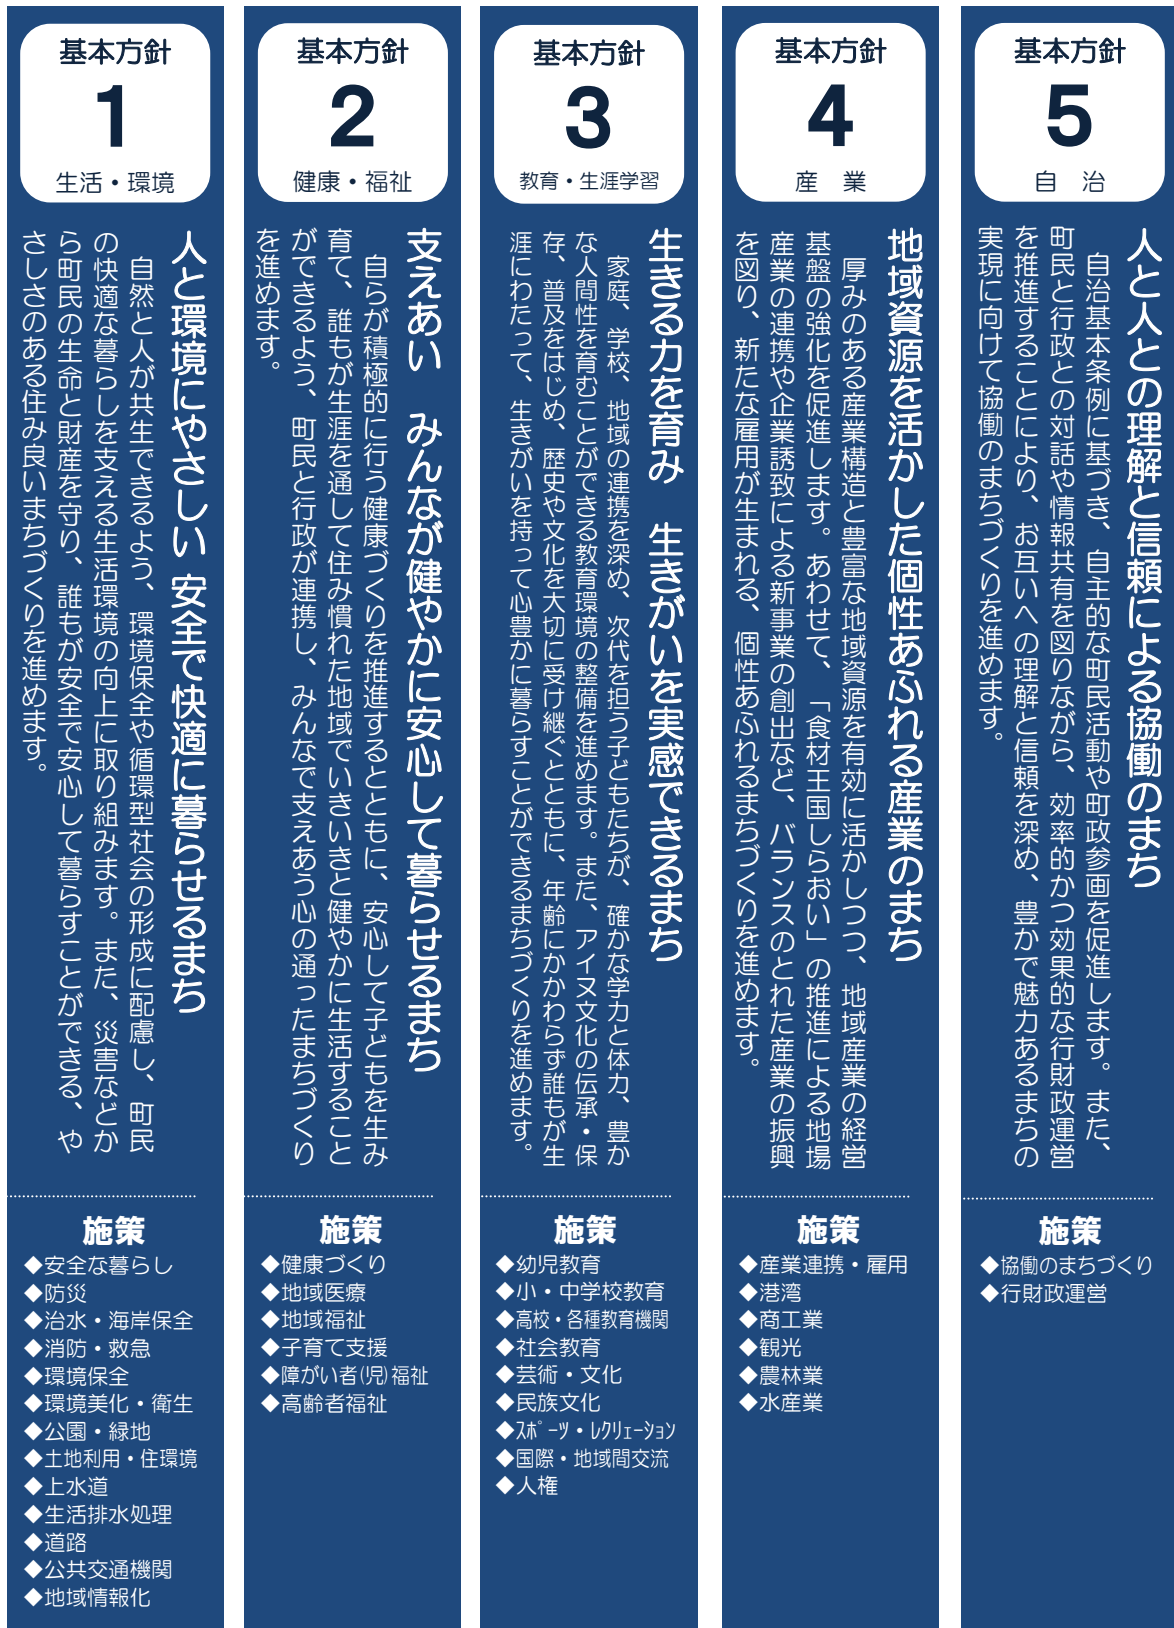 基本方針
1
生活・環境
人と環境にやさしい 安全で快適に暮らせるまち
自然と人が共生できるよう、環境保全や循環型社会の形成に配慮し、町民
の快適な暮らしを支える生活環境の向上に取り組みます。また、災害などか
ら町民の生命と財産を守り、誰もが安全で安心して暮らすことができる、や
さしさのある住み良いまちづくりを進めます。
施策
◆安全な暮らし
◆防災
◆治水・海岸保全
◆消防・救急
◆環境保全
◆環境美化・衛生
◆公園・緑地
◆土地利用・住環境
◆上水道
◆生活排水処理
◆道路
◆公共交通機関
◆地域情報化
基本方針
2
健康・福祉
支えあい みんなが健やかに安心して暮らせるまち
自らが積極的に行う健康づくりを推進するとともに、安心して子どもを生み
育て、誰もが生涯を通して住み慣れた地域でいきいきと健やかに生活すること
ができるよう、町民と行政が連携し、みんなで支えあう心の通ったまちづくり
を進めます。
施策
◆健康づくり
◆地域医療
◆地域福祉
◆子育て支援
◆障がい者(児)福祉
◆高齢者福祉
基本方針
3
教育・生涯学習
生きる力を育み 生きがいを実感できるまち
家庭、学校、地域の連携を深め、次代を担う子どもたちが、確かな学力と体力、豊か
な人間性を育むことができる教育環境の整備を進めます。また、アイヌ文化の伝承・保
存、普及をはじめ、歴史や文化を大切に受け継ぐとともに、年齢にかかわらず誰もが生
涯にわたって、生きがいを持って心豊かに暮らすことができるまちづくりを進めます。
施策
◆幼児教育
◆小・中学校教育
◆高校・各種教育機関
◆社会教育
◆芸術・文化
◆民族文化
◆ｽﾎﾟｰﾂ・ﾚｸﾘｪｰｼｮﾝ
◆国際・地域間交流
◆人権
基本方針
4
産 業
地域資源を活かした個性あふれる産業のまち
厚みのある産業構造と豊富な地域資源を有効に活かしつつ、地域産業の経営
基盤の強化を促進します。あわせて、「食材王国しらおい」の推進による地場
産業の連携や企業誘致による新事業の創出など、バランスのとれた産業の振興
を図り、新たな雇用が生まれる、個性あふれるまちづくりを進めます。
施策
◆産業連携・雇用
◆港湾
◆商工業
◆観光
◆農林業
◆水産業
基本方針
5
自 治
人と人との理解と信頼による協働のまち
自治基本条例に基づき、自主的な町民活動や町政参画を促進します。また、
町民と行政との対話や情報共有を図りながら、効率的かつ効果的な行財政運営
を推進することにより、お互いへの理解と信頼を深め、豊かで魅力あるまちの
実現に向けて協働のまちづくりを進めます。
施策
◆協働のまちづくり
◆行財政運営